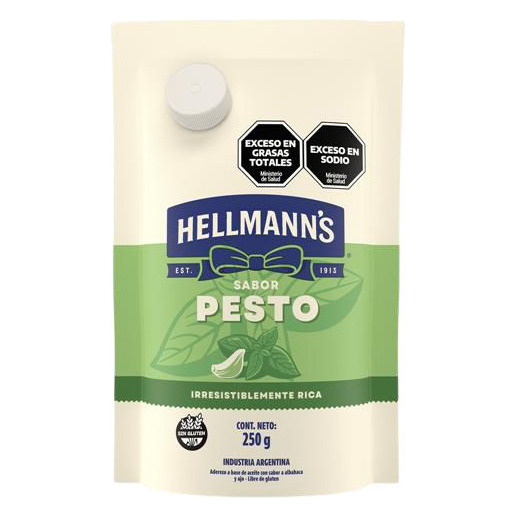 EXCESO EN
GRASAS
TOTALES
Ministerio
de Salud
EXCESO EN
SODIO
Ministerio
de Salud
HELLMANN'S
EST. 1913
SABOR
PESTO
IRRESISTIBLEMENTE RICA
SIN GLUTEN
CONT. NETO:
250 g
INDUSTRIA ARGENTINA
Aderezo a base de aceite con sabor a albahaca
y ajo - Libre de gluten